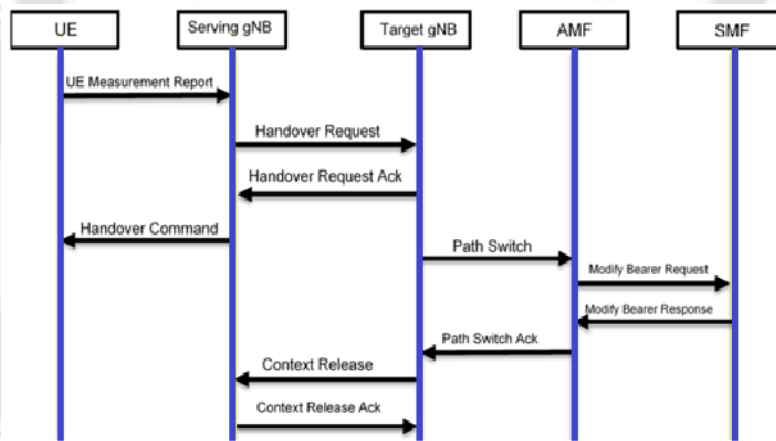 UE
Serving gNB
Target gNB
AMF
SMF
UE Measurement Report
Handover Request
Handover Request Ack
Handover Command
Path Switch
Modify Bearer Request
Modify Bearer Response
Path Switch Ack
Context Release
Context Release Ack